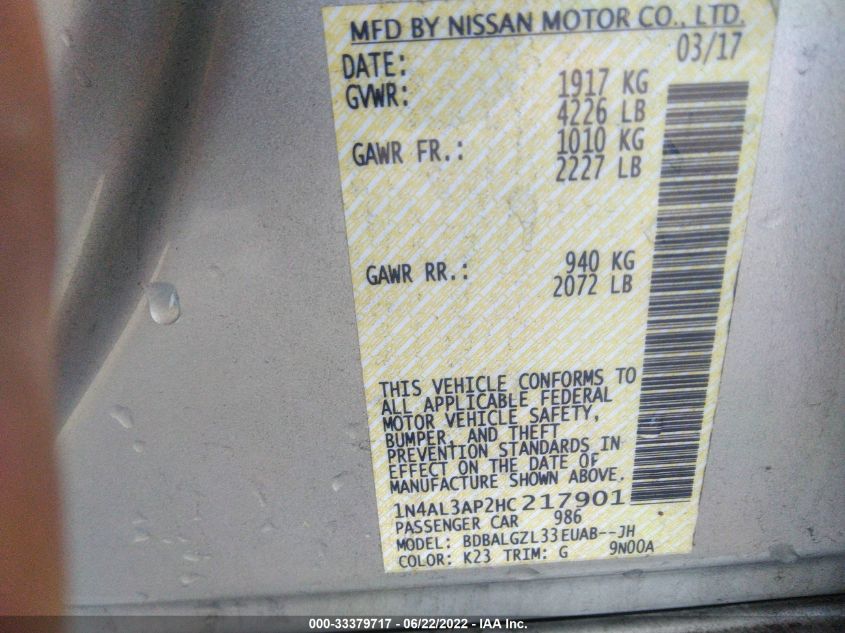 MFD BY NISSAN MOTOR CO., LTD.
DATE: 03/17
GVWR: 1917 KG
4226 LB
GAWR FR.: 1010 KG
2227 LB
GAWR RR.: 940 KG
2072 LB
THIS VEHICLE CONFORMS TO
ALL APPLICABLE FEDERAL
MOTOR VEHICLE SAFETY,
BUMPER, AND THEFT
PREVENTION STANDARDS IN
EFFECT ON THE DATE OF
MANUFACTURE SHOWN ABOVE.
1N4AL3AP2HC217901
PASSENGER CAR 986
MODEL: BDBALGZL33EUAB--JH
COLOR: K23 TRIM: G 9N00A
000-33379717 - 06/22/2022 - IAA Inc.